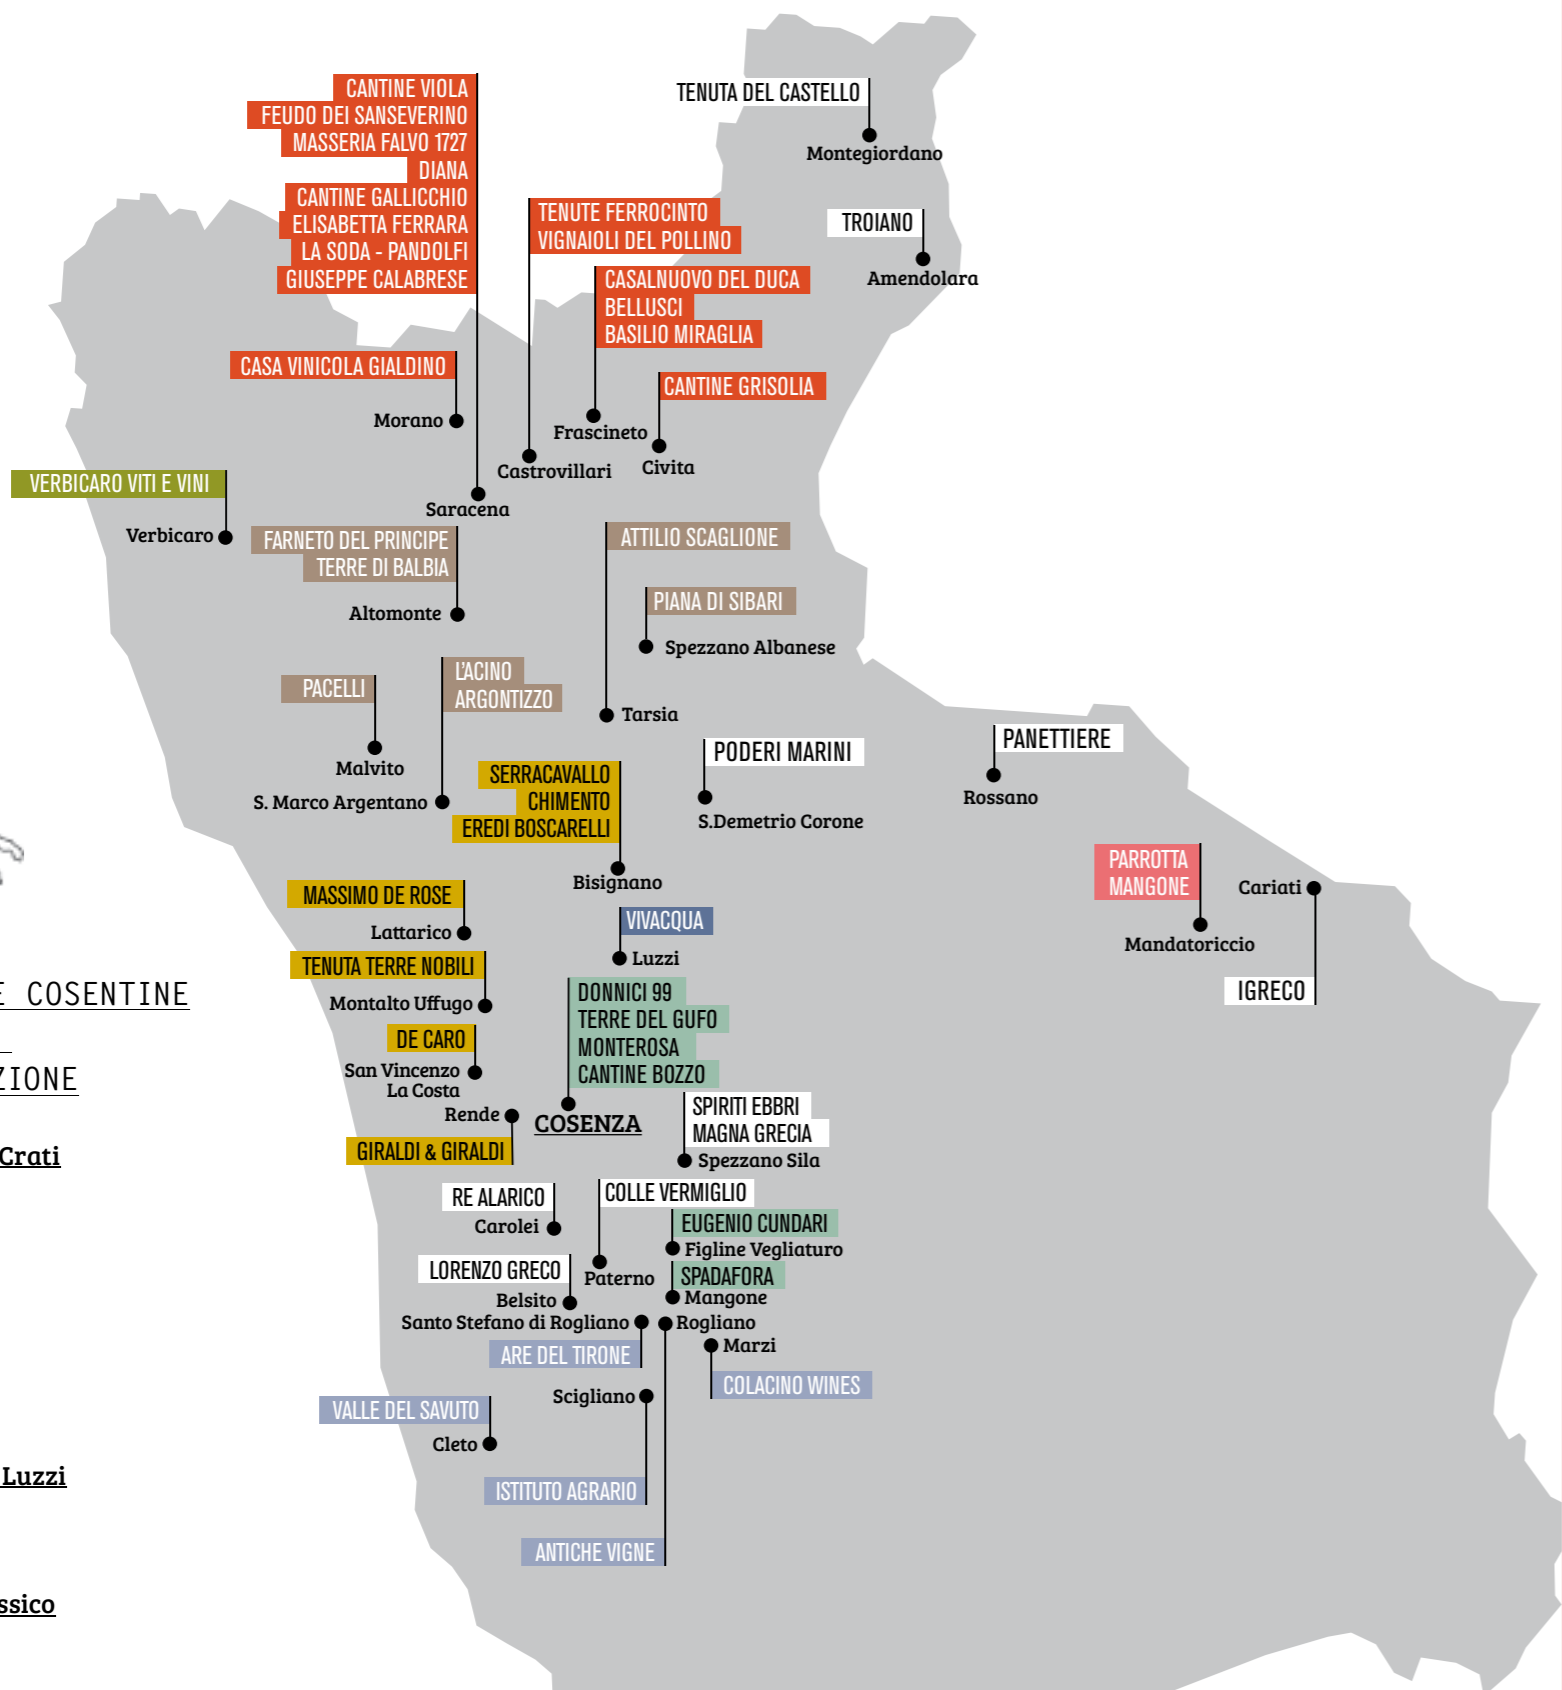 CANTINE VIOLA
FEUDO DEI SANSEVERINO
MASSERIA FALVO 1727
DIANA
CANTINE GALLICCHIO
ELISABETTA FERRARA
LA SODA - PANDOLFI
GIUSEPPE CALABRESE
TENUTA DEL CASTELLO
Montegiordano
TENUTE FERROCINTO
VIGNAIOLI DEL POLLINO
TROIANO
Amendolara
CASALNUOVO DEL DUCA
BELLUSCI
BASILIO MIRAGLIA
CASA VINICOLA GIALDINO
Morano
CANTINE GRISOLIA
Frascineto
Civita
Castrovillari
Saracena
VERBICARO VITI E VINI
Verbicaro
FARNETO DEL PRINCIPE
TERRE DI BALBIA
Altomonte
ATTILIO SCAGLIONE
PIANA DI SIBARI
Spezzano Albanese
PACELLI
Malvito
L'ACINO
ARGONTIZZO
S. Marco Argentano
Tarsia
PODERI MARINI
S.Demetrio Corone
PANETTIERE
Rossano
SERRACAVALLO
CHIMENTO
EREDI BOSCARELLI
Bisignano
PARROTTA
MANGONE
Mandatoriccio
Cariati
IGRECO
MASSIMO DE ROSE
Lattarico
VIVACQUA
Luzzi
TENUTA TERRE NOBILI
Montalto Uffugo
E COSENTINE
ZIONE
DE CARO
San Vincenzo
La Costa
DONNICI 99
TERRE DEL GUFO
MONTEROSA
CANTINE BOZZO
COSENZA
Rende
GIRALDI & GIRALDI
Crati
SPIRITI EBBRI
MAGNA GRECIA
Spezzano Sila
RE ALARICO
Carolei
COLLE VERMIGLIO
Paterno
EUGENIO CUNDARI
Figline Vegliaturo
LORENZO GRECO
Belsito
SPADAFORA
Mangone
Santo Stefano di Rogliano
Rogliano
ARE DEL TIRONE
Marzi
COLACINO WINES
VALLE DEL SAVUTO
Cleto
Scigliano
ISTITUTO AGRARIO
Luzzi
ANTICHE VIGNE
ssico